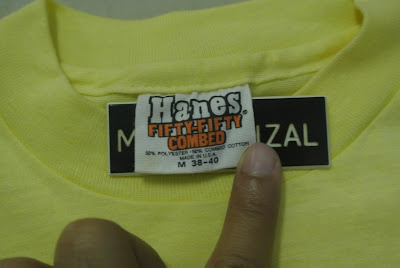 Hanes®
FIFTY-FIFTY
COMBED
50% POLYESTER • 50% COMBED COTTON
MADE IN U.S.A.
M 38-40
M IZAL